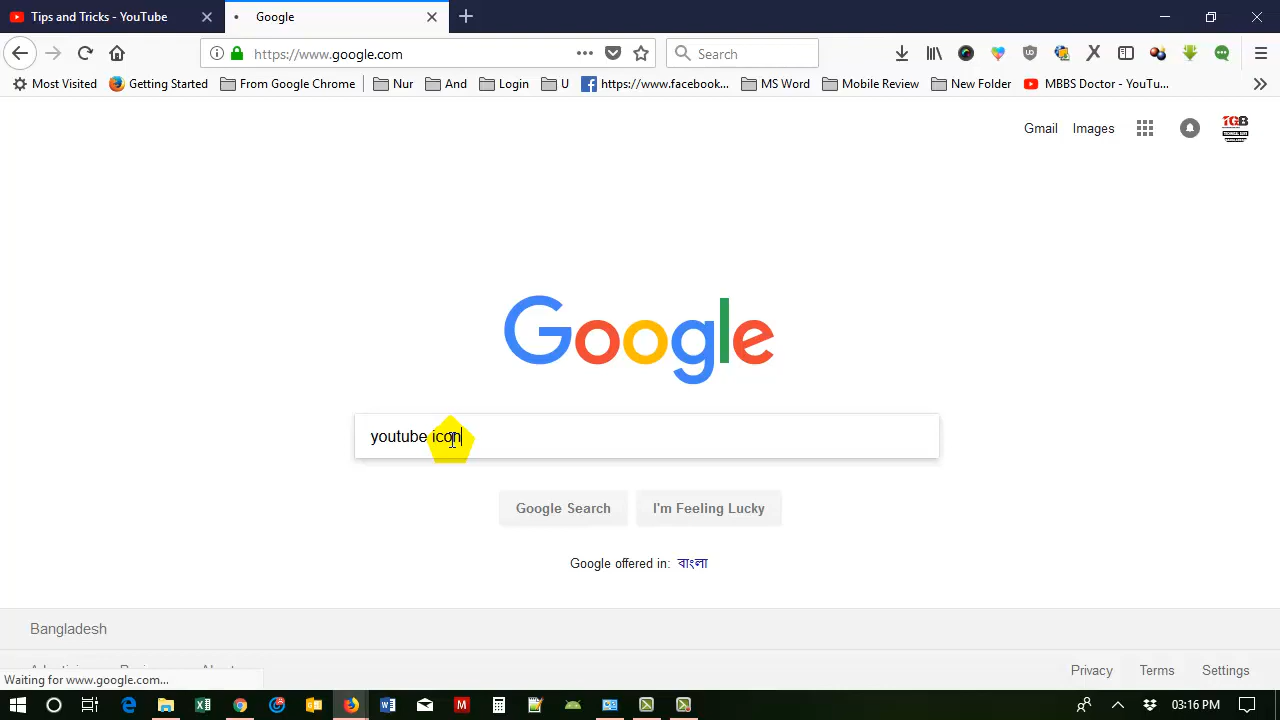 Tips and Tricks - YouTube
Google
https://www.google.com
Search
Most Visited
Getting Started
From Google Chrome
Nur
And
Login
U
https://www.facebook...
MS Word
Mobile Review
New Folder
MBBS Doctor - YouTu...
Gmail
Images
TGB
Google
youtube icon
Google Search
I'm Feeling Lucky
Google offered in: বাংলা
Bangladesh
Privacy
Terms
Settings
Waiting for www.google.com...
03:16 PM